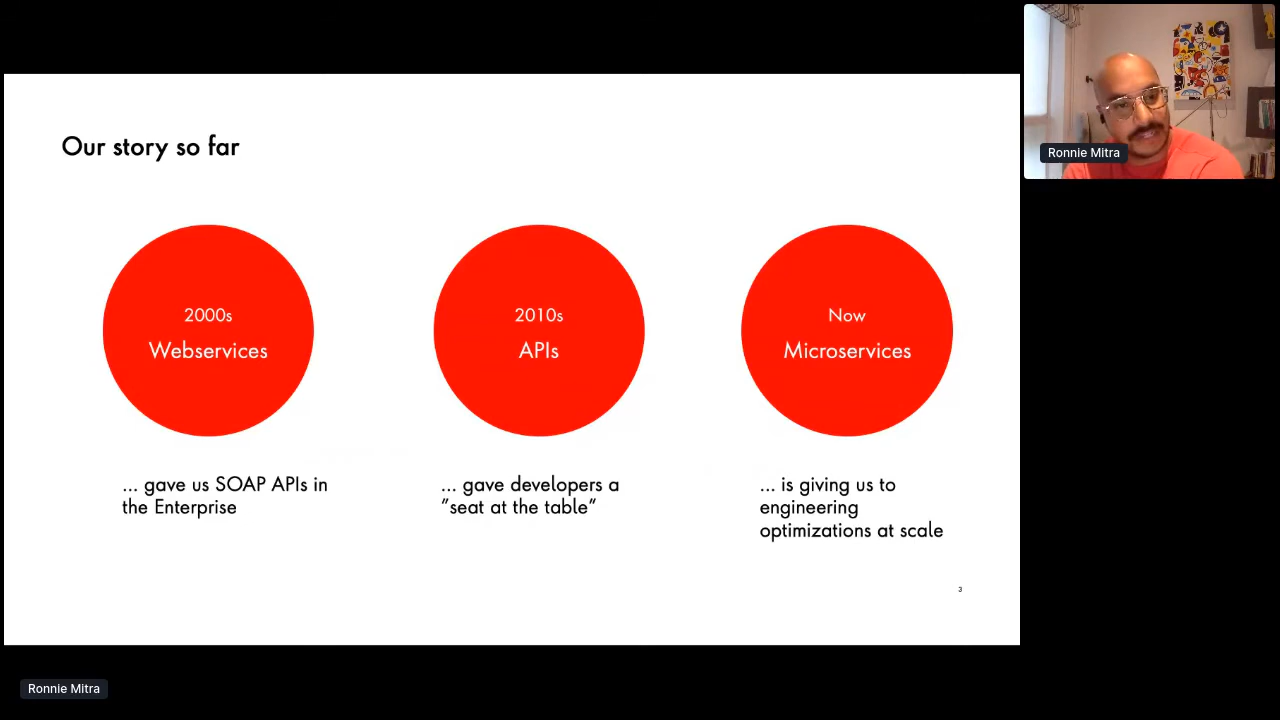 Our story so far
2000s
Webservices
2010s
APIs
Now
Microservices
... gave us SOAP APIs in
the Enterprise
... gave developers a
"seat at the table"
... is giving us to
engineering
optimizations at scale
3
Ronnie Mitra
Ronnie Mitra